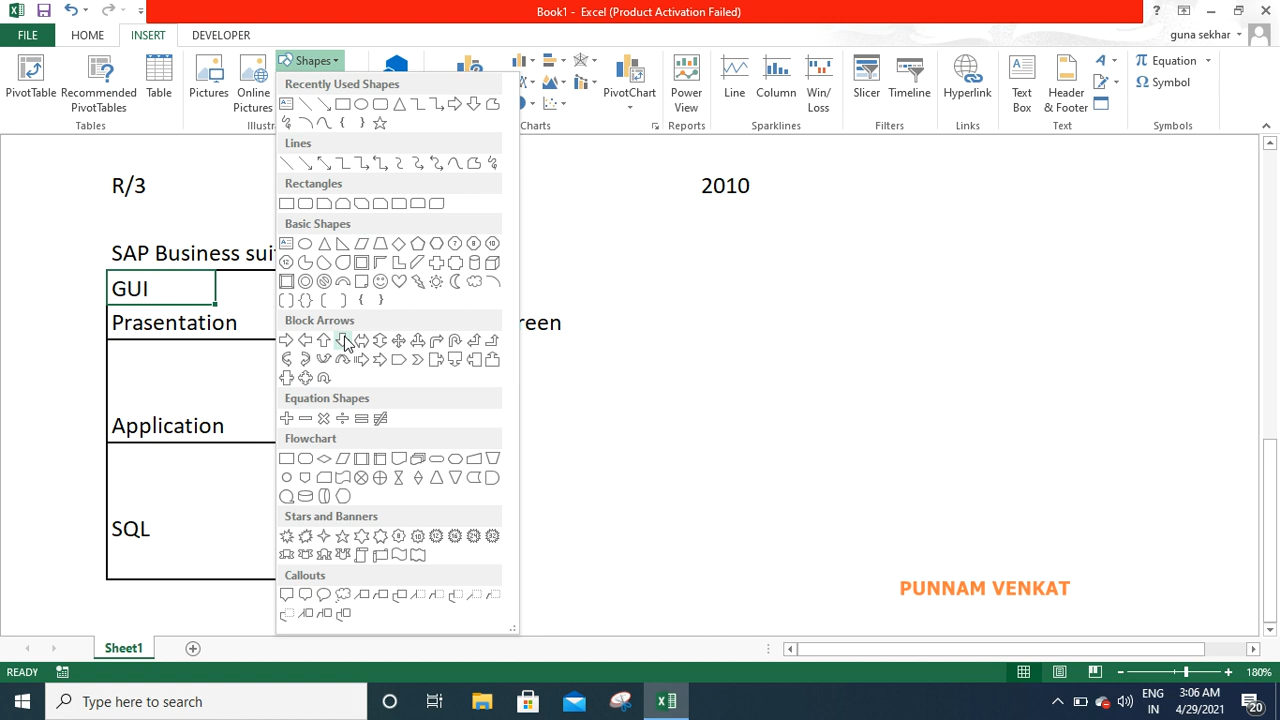 Book1 - Excel (Product Activation Failed)
FILE HOME INSERT DEVELOPER guna sekhar
PivotTable Recommended PivotTables Table Pictures Online Pictures Shapes PivotChart Power View Line Column Win/ Loss Slicer Timeline Hyperlink Text Box Header & Footer Equation Symbol
Tables Illustr Charts Reports Sparklines Filters Links Text Symbols
Recently Used Shapes
Lines
Rectangles
Basic Shapes
Block Arrows
Equation Shapes
Flowchart
Stars and Banners
Callouts
R/3 2010
SAP Business sui
GUI
Prasentation reen
Application
SQL
PUNNAM VENKAT
Sheet1
READY 180%
Type here to search
ENG IN
3:06 AM
4/29/2021
20